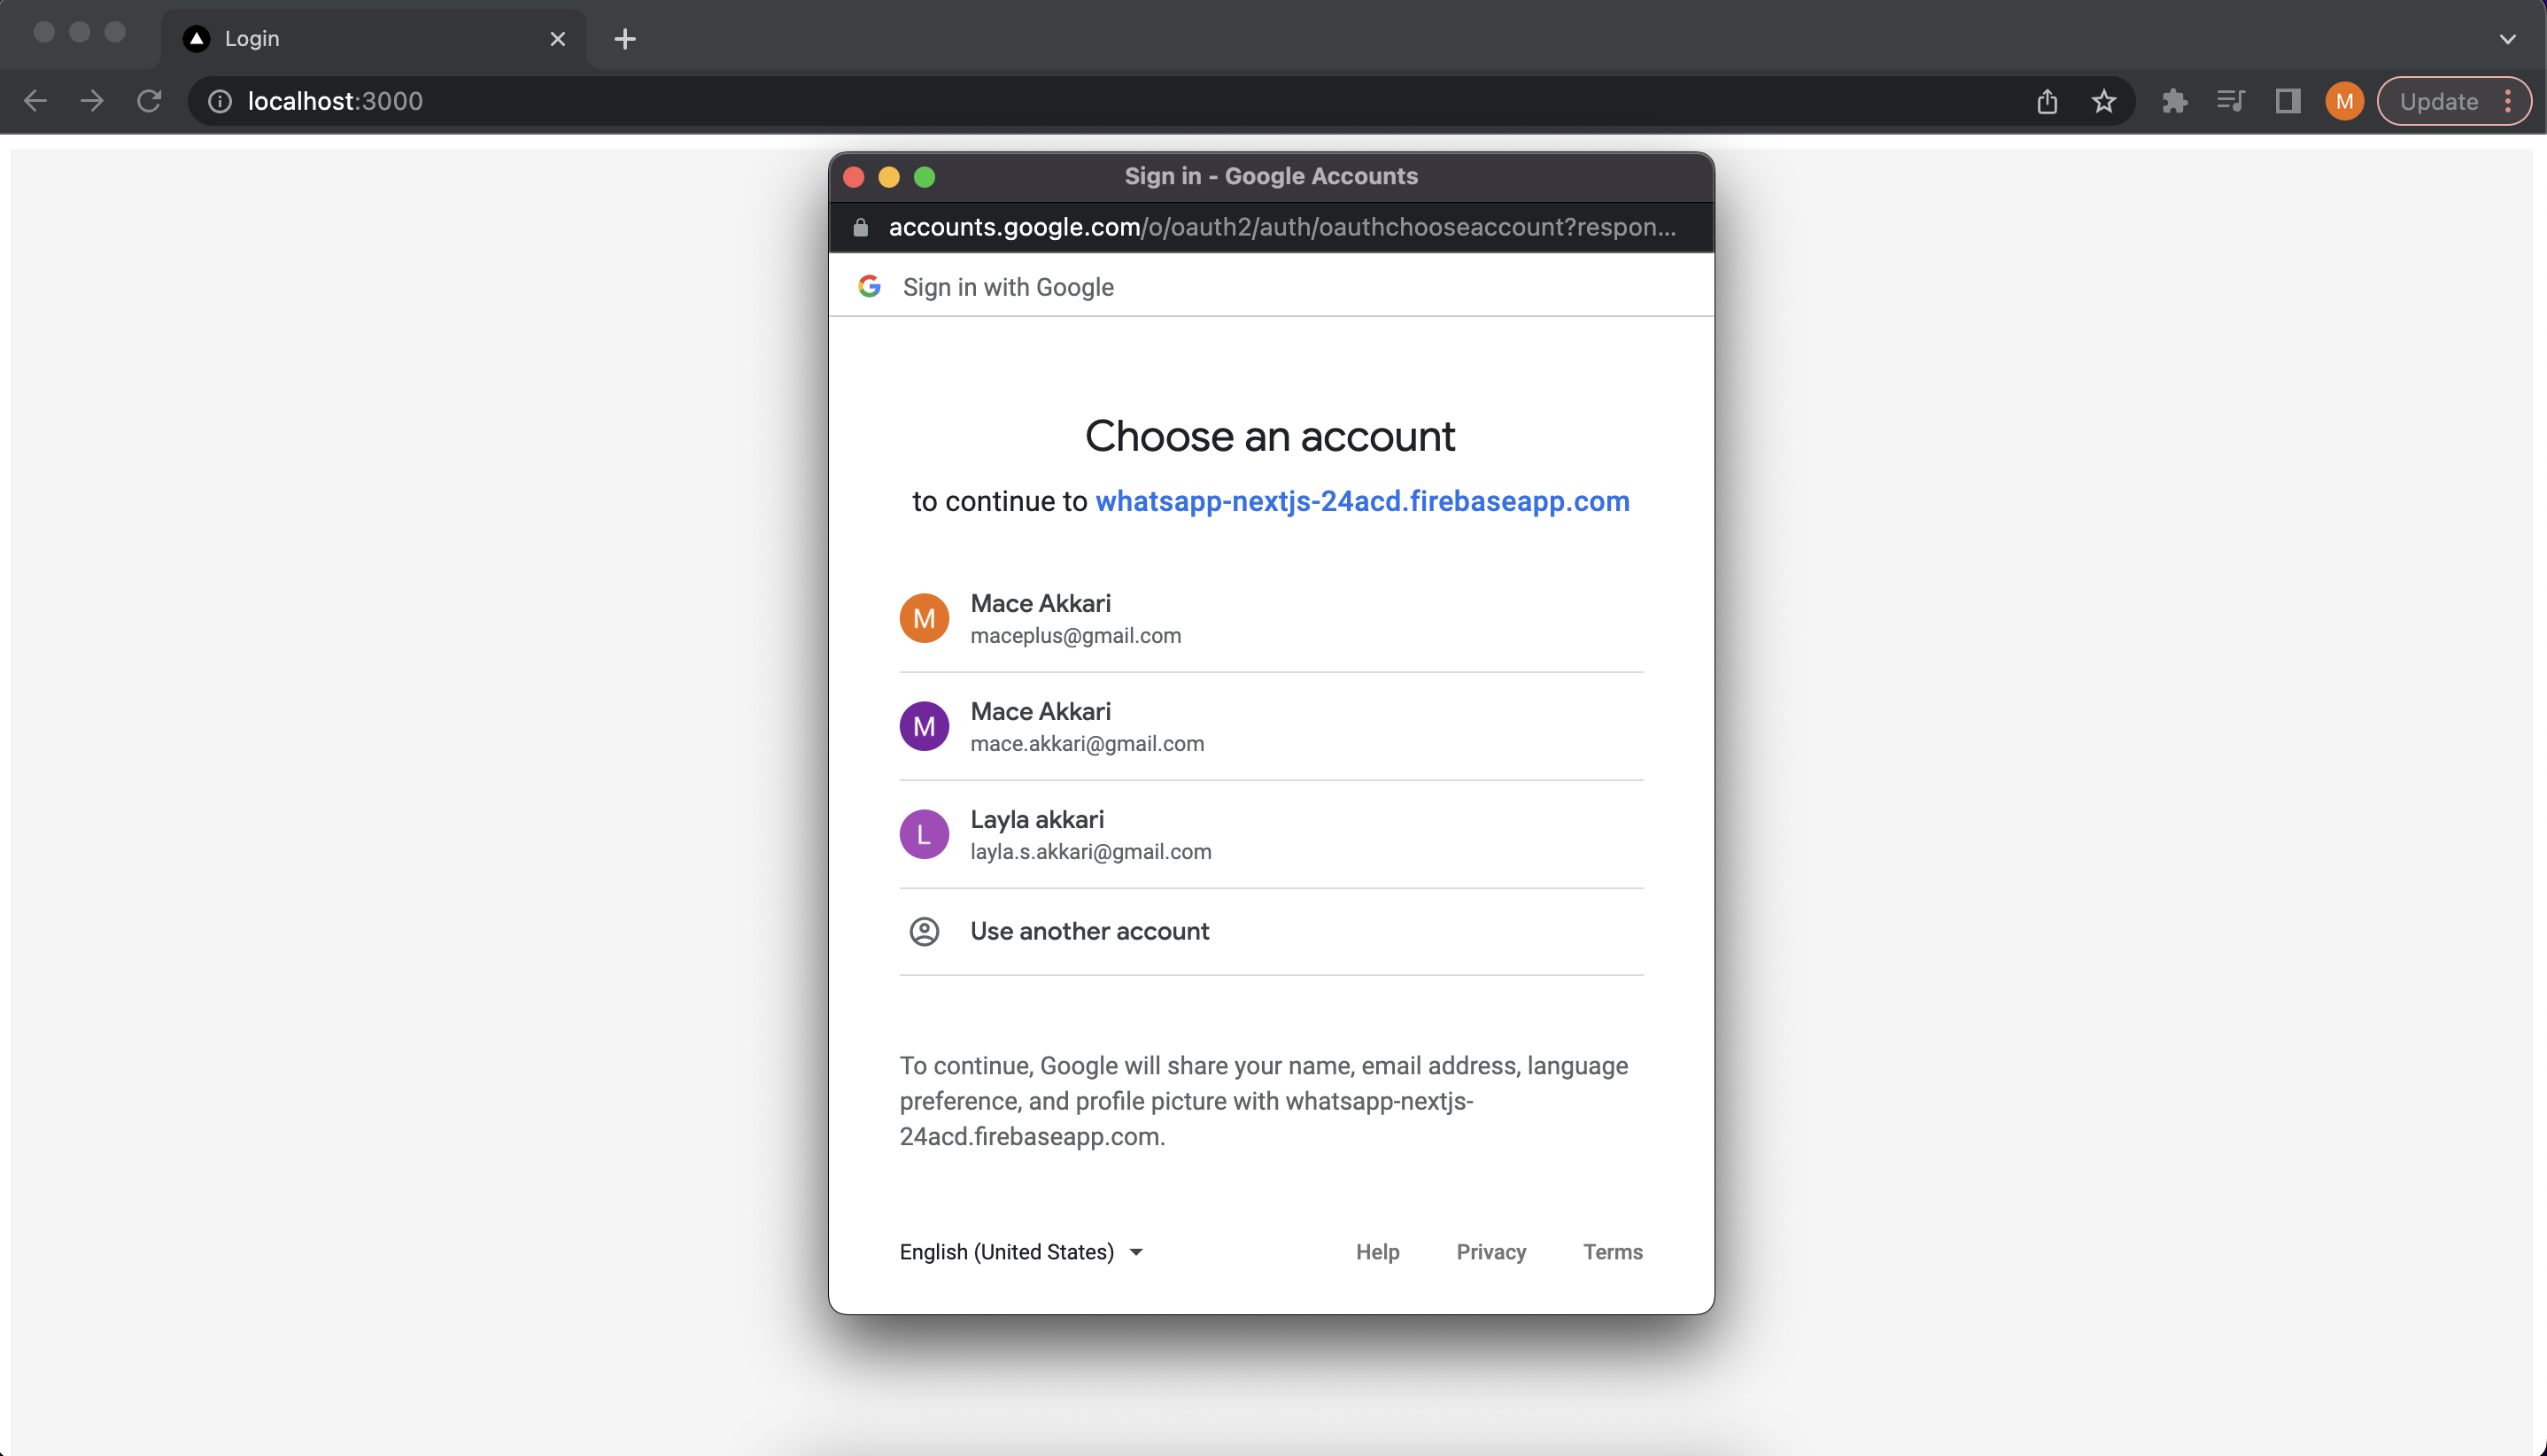 Login
localhost:3000
M
Update
Sign in - Google Accounts
accounts.google.com/o/oauth2/auth/oauthchooseaccount?respon...
Sign in with Google
Choose an account
to continue to whatsapp-nextjs-24acd.firebaseapp.com
M
Mace Akkari
maceplus@gmail.com
M
Mace Akkari
mace.akkari@gmail.com
L
Layla akkari
layla.s.akkari@gmail.com
Use another account
To continue, Google will share your name, email address, language
preference, and profile picture with whatsapp-nextjs-
24acd.firebaseapp.com.
English (United States)
Help
Privacy
Terms